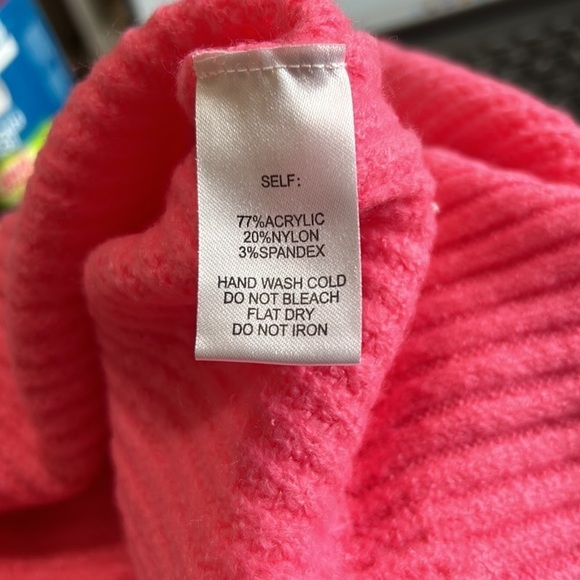 SELF:
77%ACRYLIC
20%NYLON
3%SPANDEX
HAND WASH COLD
DO NOT BLEACH
FLAT DRY
DO NOT IRON